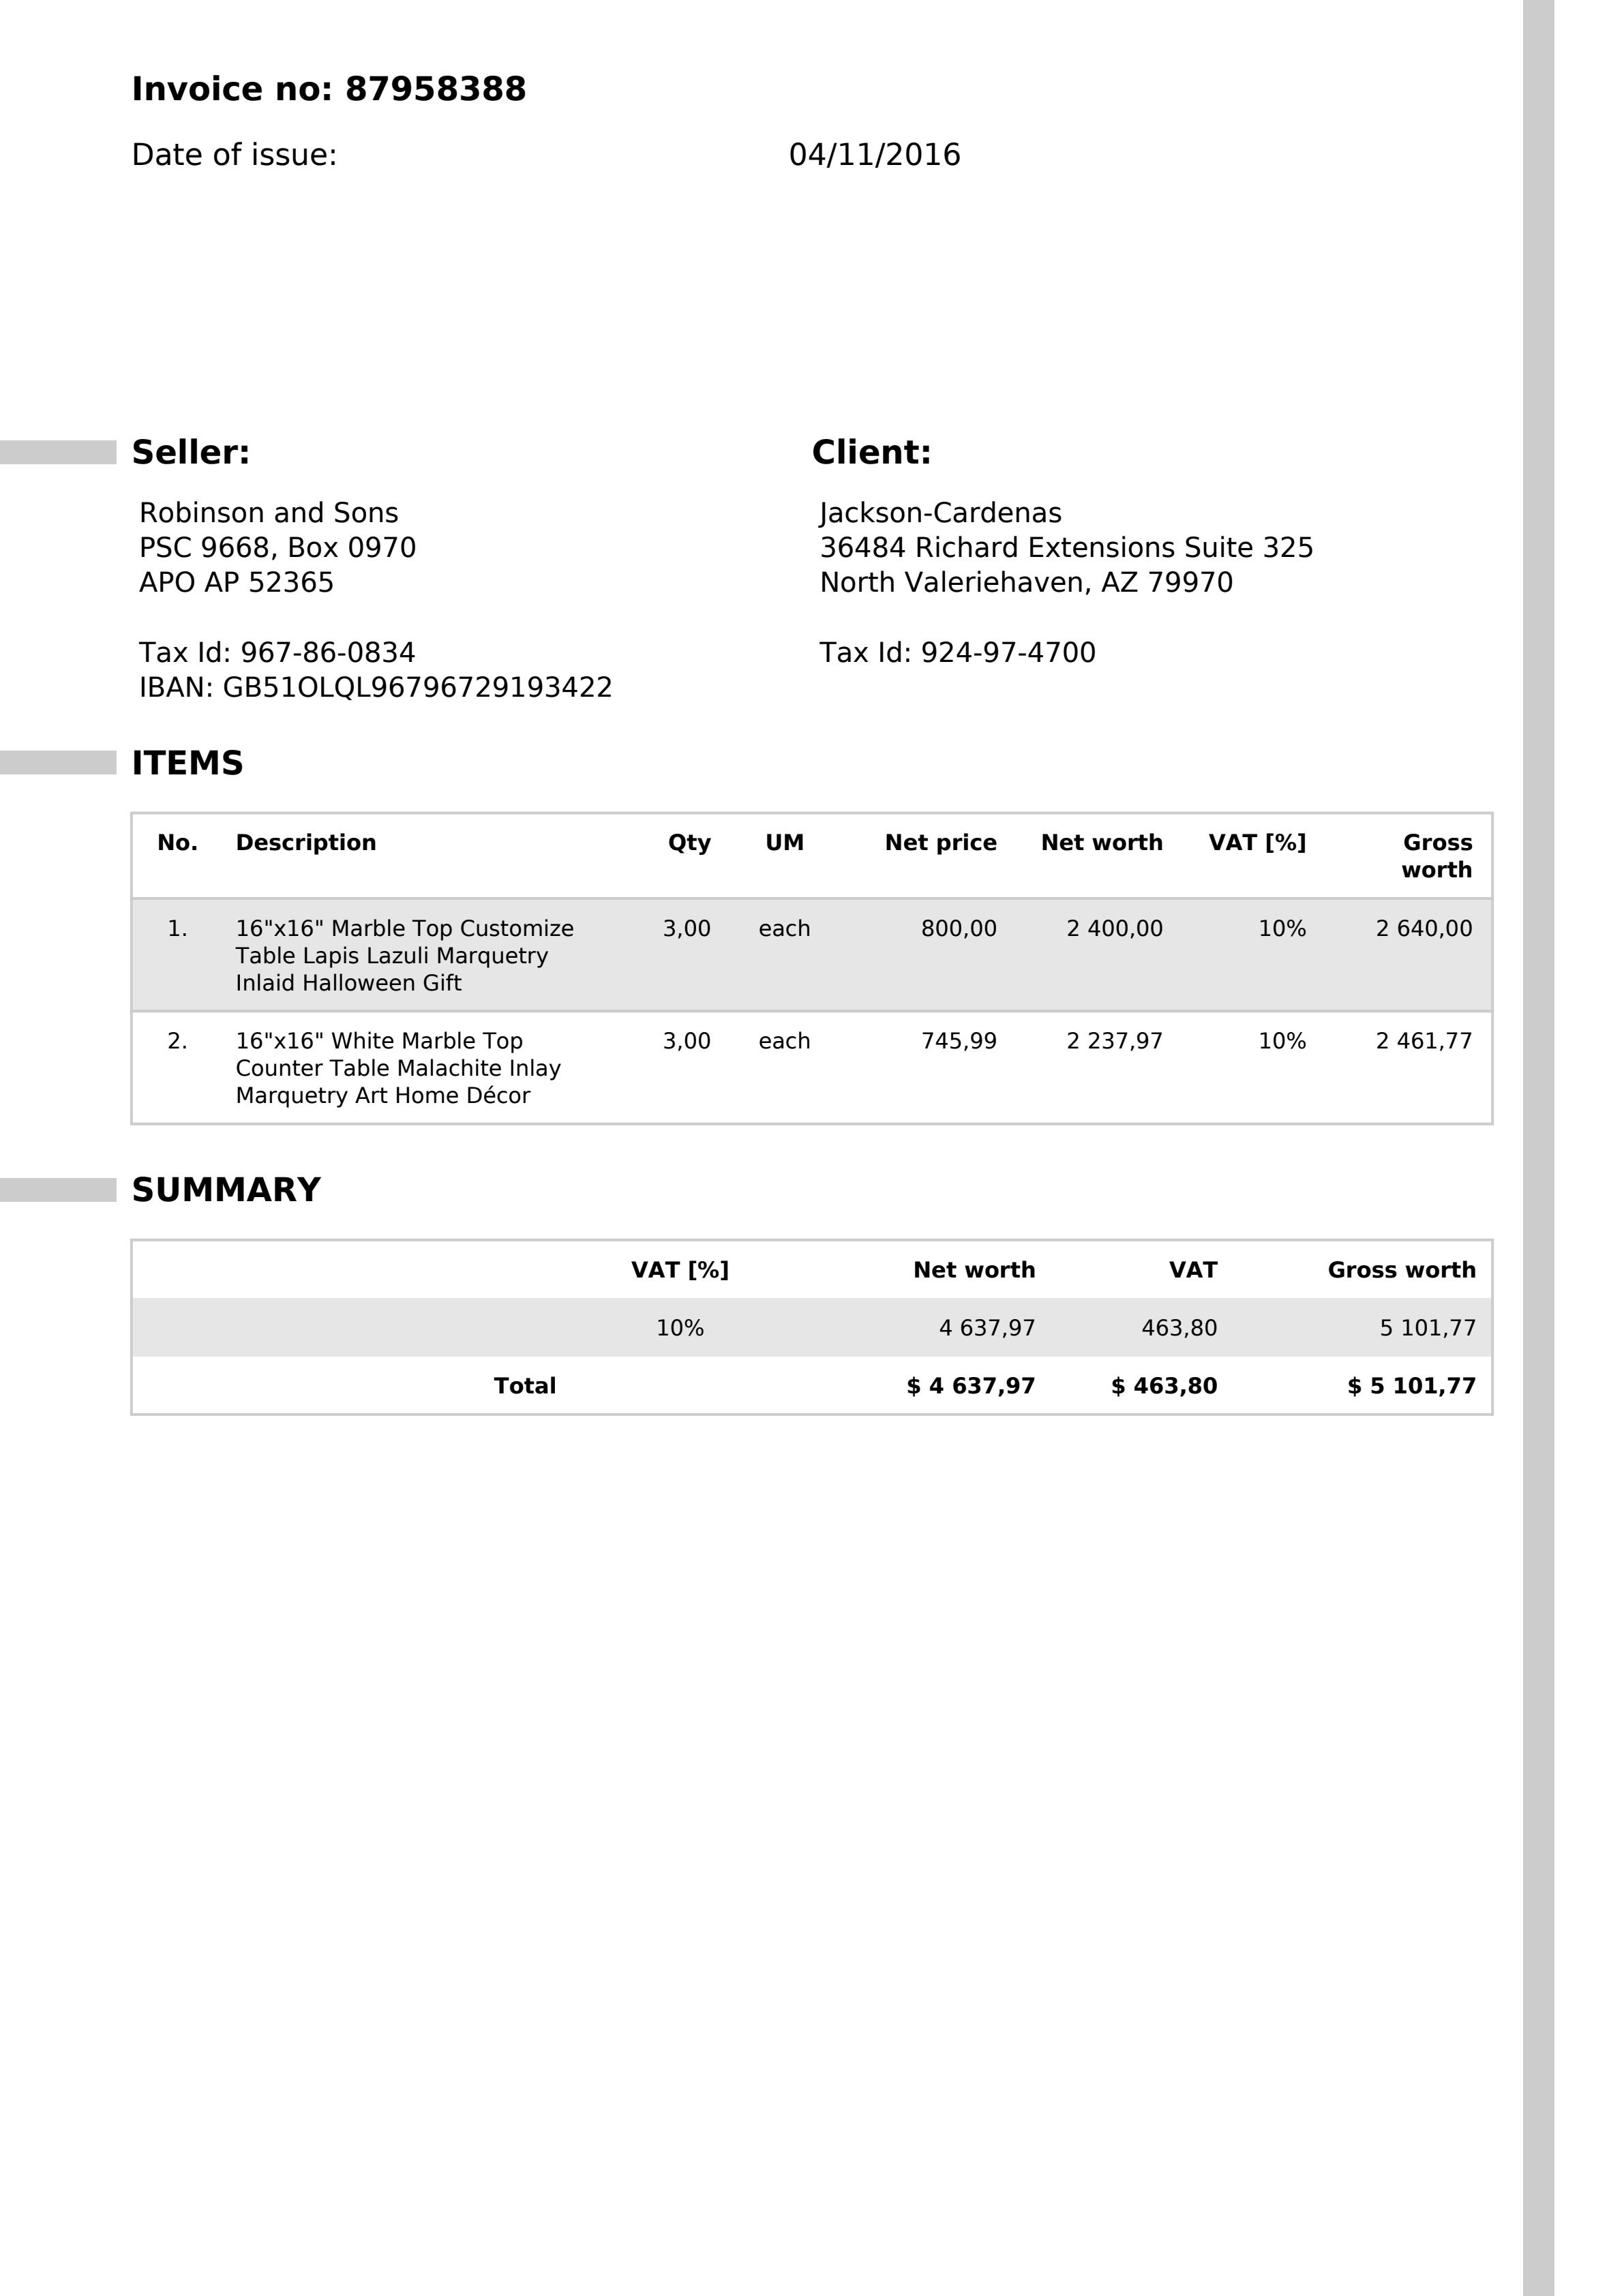 Invoice no: 87958388
Date of issue: 04/11/2016
Seller:
Robinson and Sons
PSC 9668, Box 0970
APO AP 52365
Tax Id: 967-86-0834
IBAN: GB51OLQL96796729193422
Client:
Jackson-Cardenas
36484 Richard Extensions Suite 325
North Valeriehaven, AZ 79970
Tax Id: 924-97-4700
ITEMS
No. Description Qty UM Net price Net worth VAT [%] Gross
worth
1. 16"x16" Marble Top Customize 3,00 each 800,00 2 400,00 10% 2 640,00
Table Lapis Lazuli Marquetry
Inlaid Halloween Gift
2. 16"x16" White Marble Top 3,00 each 745,99 2 237,97 10% 2 461,77
Counter Table Malachite Inlay
Marquetry Art Home Décor
SUMMARY
VAT [%] Net worth VAT Gross worth
10% 4 637,97 463,80 5 101,77
Total $ 4 637,97 $ 463,80 $ 5 101,77